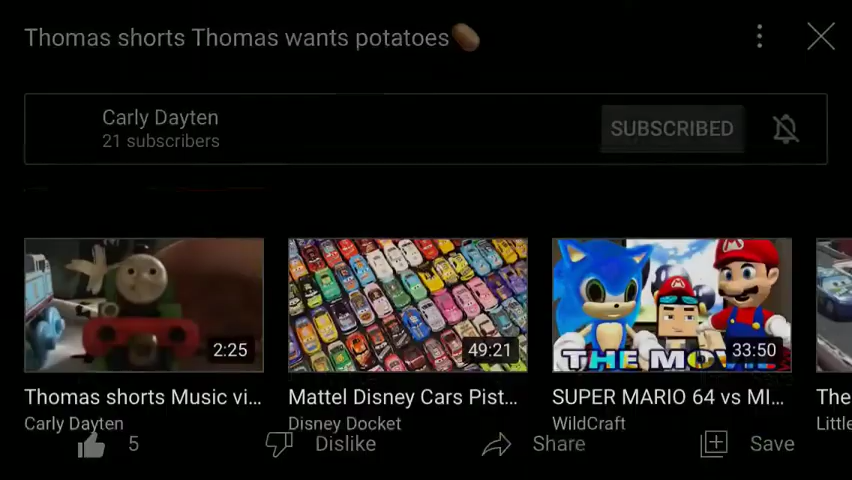 Thomas shorts Thomas wants potatoes🥔
Carly Dayten
21 subscribers
SUBSCRIBED
2:25
49:21
THE MOV
33:50
Thomas shorts Music vi...
Mattel Disney Cars Pist...
SUPER MARIO 64 vs MI...
The
Carly Dayten
Disney Docket
WildCraft
Littl
5
Dislike
Share
Save